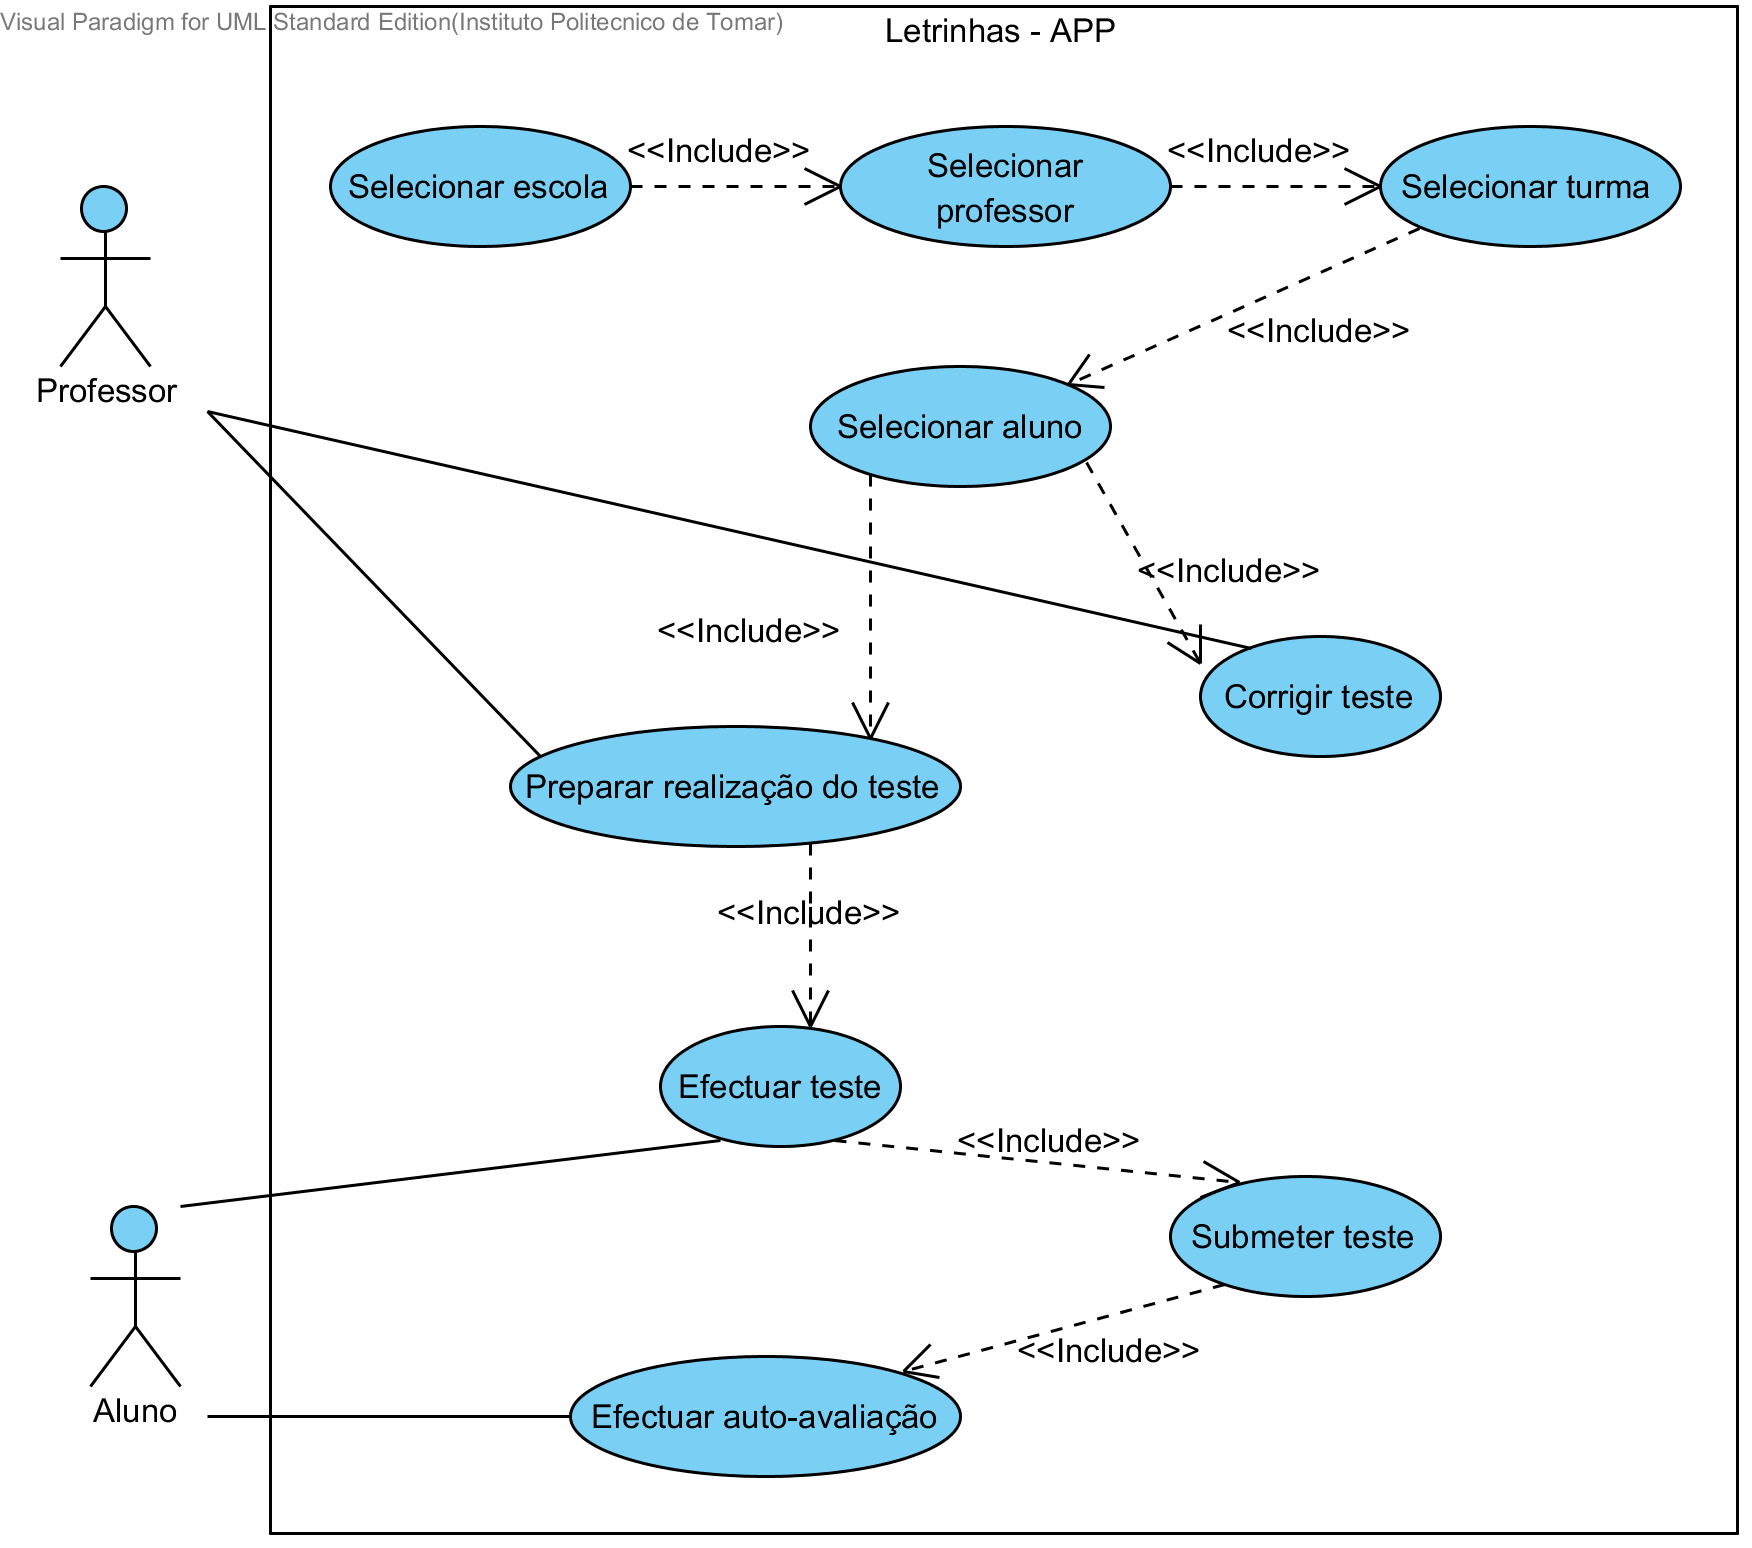 Visual Paradigm for UML Standard Edition(Instituto Politecnico de Tomar)
Letrinhas - APP
<<Include>>
<<Include>>
Selecionar escola
Selecionar
professor
Selecionar turma
<<Include>>
Professor
Selecionar aluno
<<Include>>
<<Include>>
Corrigir teste
Preparar realização do teste
<<Include>>
Efectuar teste
<<Include>>
Submeter teste
<<Include>>
Aluno
Efectuar auto-avaliação